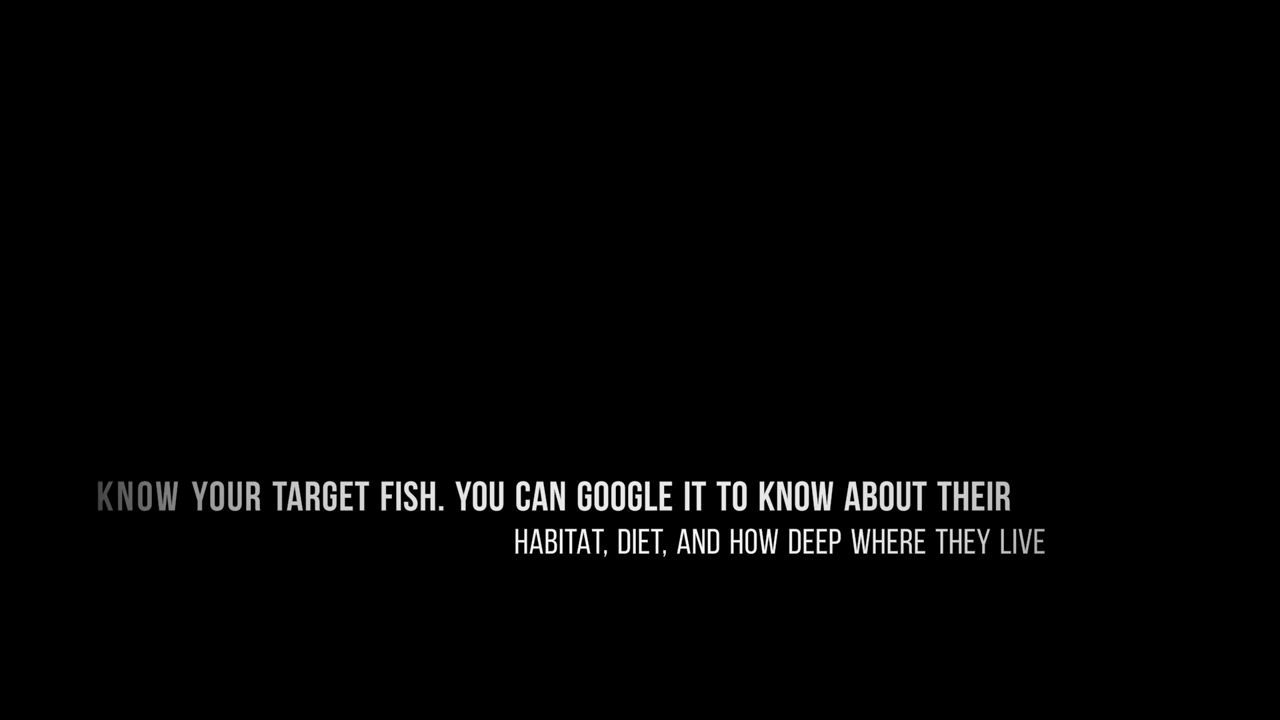 KNOW YOUR TARGET FISH. YOU CAN GOOGLE IT TO KNOW ABOUT THEIR
HABITAT, DIET, AND HOW DEEP WHERE THEY LIVE